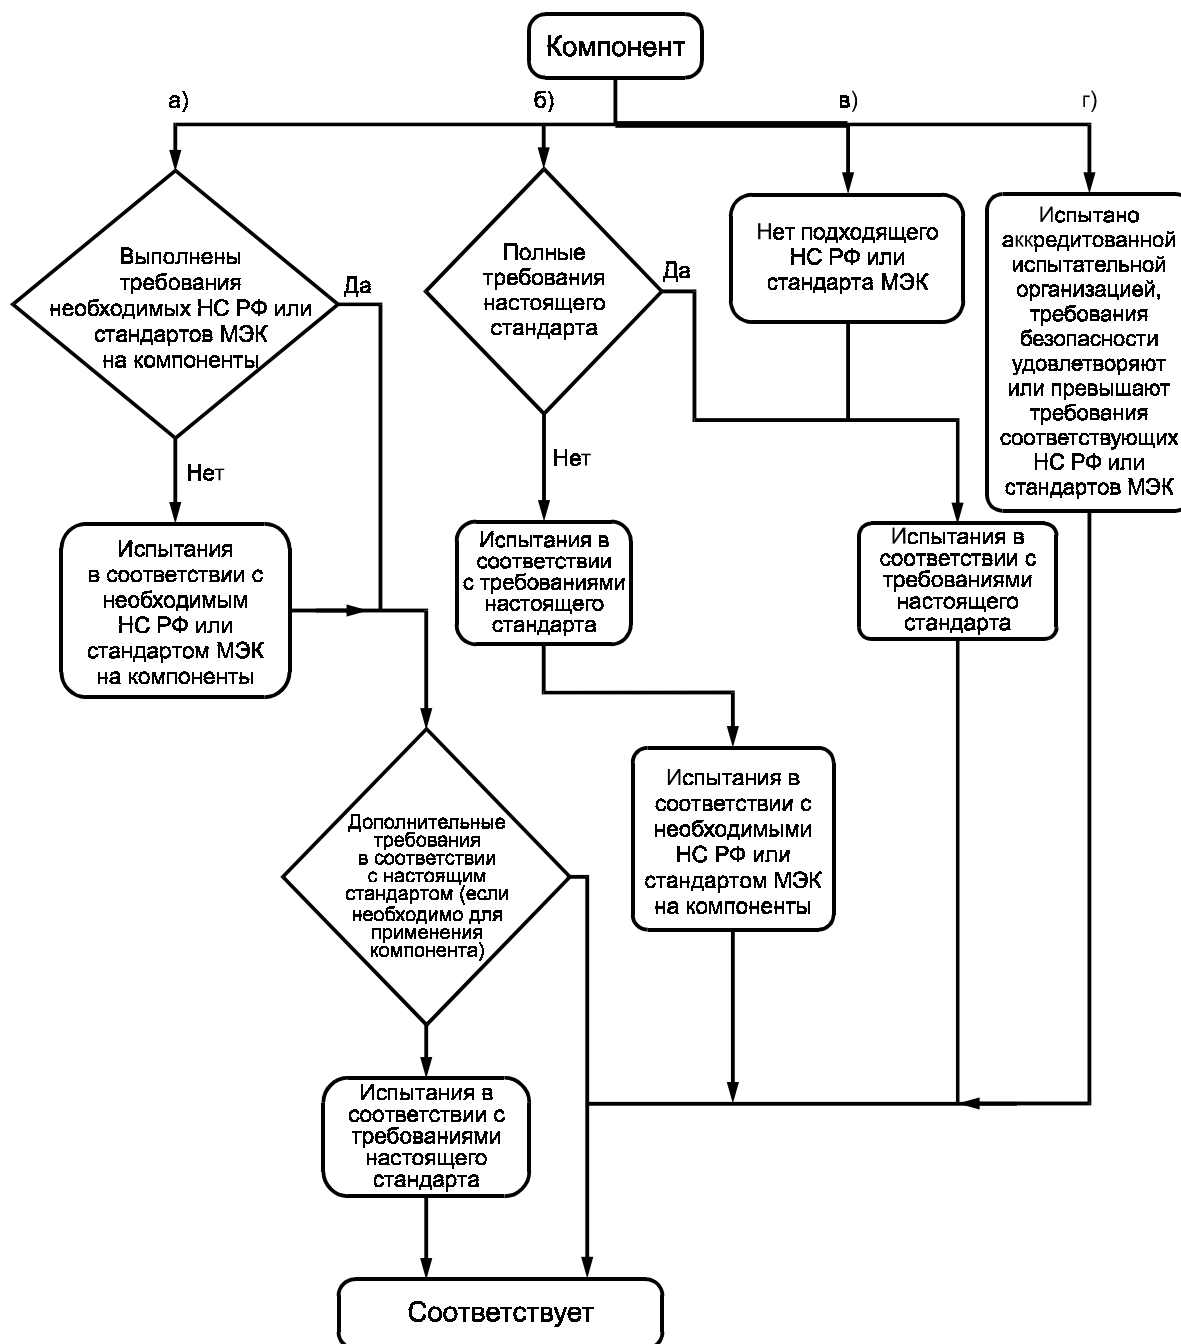 Компонент
а)
б)
в)
г)
Выполнены
требования
необходимых НС РФ или
стандартов МЭК
на компоненты
Да
Нет
Полные
требования
настоящего
стандарта
Да
Нет
Нет подходящего
НС РФ или
стандарта МЭК
Испытано
аккредитованной
испытательной
организацией,
требования
безопасности
удовлетворяют
или превышают
требования
соответствующих
НС РФ или
стандартов МЭК
Испытания
в соответствии с
необходимым
НС РФ или
стандартом МЭК
на компоненты
Испытания в
соответствии
с требованиями
настоящего
стандарта
Испытания в
соответствии с
требованиями
настоящего
стандарта
Дополнительные
требования
в соответствии
с настоящим
стандартом (если
необходимо для
применения
компонента)
Испытания в
соответствии с
необходимыми
НС РФ или
стандартом МЭК
на компоненты
Испытания в
соответствии с
требованиями
настоящего
стандарта
Соответствует